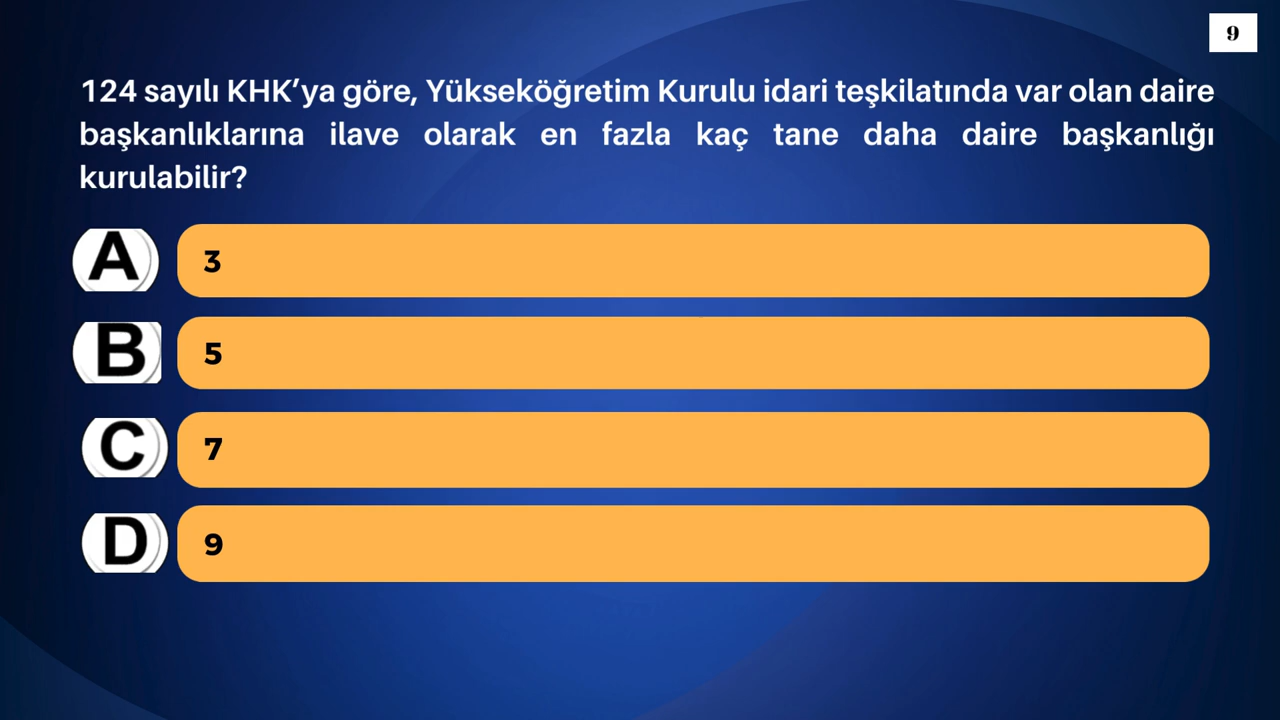 9
124 sayılı KHK’ya göre, Yükseköğretim Kurulu idari teşkilatında var olan daire
başkanlıklarına ilave olarak en fazla kaç tane daha daire başkanlığı
kurulabilir?
A 3
B 5
C 7
D 9